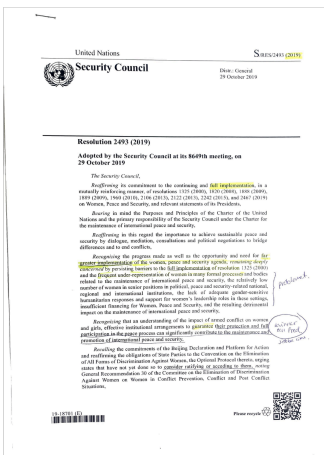 United Nations
S/RES/2493 (2019)
Security Council
Distr.: General
29 October 2019
Resolution 2493 (2019)
Adopted by the Security Council at its 8649th meeting, on
29 October 2019
The Security Council,
Reaffirming its commitment to the continuing and full implementation, in a
mutually reinforcing manner, of resolutions 1325 (2000), 1820 (2008), 1888 (2009),
1889 (2009), 1960 (2010), 2106 (2013), 2122 (2013), 2242 (2015), and 2467 (2019)
on Women, Peace and Security, and relevant statements of its Presidents,
Bearing in mind the Purposes and Principles of the Charter of the United
Nations and the primary responsibility of the Security Council under the Charter for
the maintenance of international peace and security,
Reaffirming in this regard the importance to achieve sustainable peace and
security by dialogue, mediation, consultations and political negotiations to bridge
differences and to end conflicts,
Recognizing the progress made as well as the opportunity and need for far
greater implementation of the women, peace and security agenda, remaining deeply
concerned by persisting barriers to the full implementation of resolution 1325 (2000)
and the frequent under-representation of women in many formal processes and bodies
related to the maintenance of international peace and security, the relatively low
number of women in senior positions in political, peace and security-related national,
regional and international institutions, the lack of adequate gender-sensitive
humanitarian responses and support for women's leadership roles in these settings,
insufficient financing for Women, Peace and Security, and the resulting detrimental
impact on the maintenance of international peace and security,
Recognizing that an understanding of the impact of armed conflict on women
and girls, effective institutional arrangements to guarantee their protection and full
participation in the peace process can significantly contribute to the maintenance and
promotion of international peace and security,
Recalling the commitments of the Beijing Declaration and Platform for Action
and reaffirming the obligations of State Parties to the Convention on the Elimination
of All Forms of Discrimination Against Women, the Optional Protocol thereto, urging
states that have not yet done so to consider ratifying or acceding to them, noting
General Recommendation 30 of the Committee on the Elimination of Discrimination
Against Women on Women in Conflict Prevention, Conflict and Post Conflict
Situations,
19-18701 (E)
Please recycle